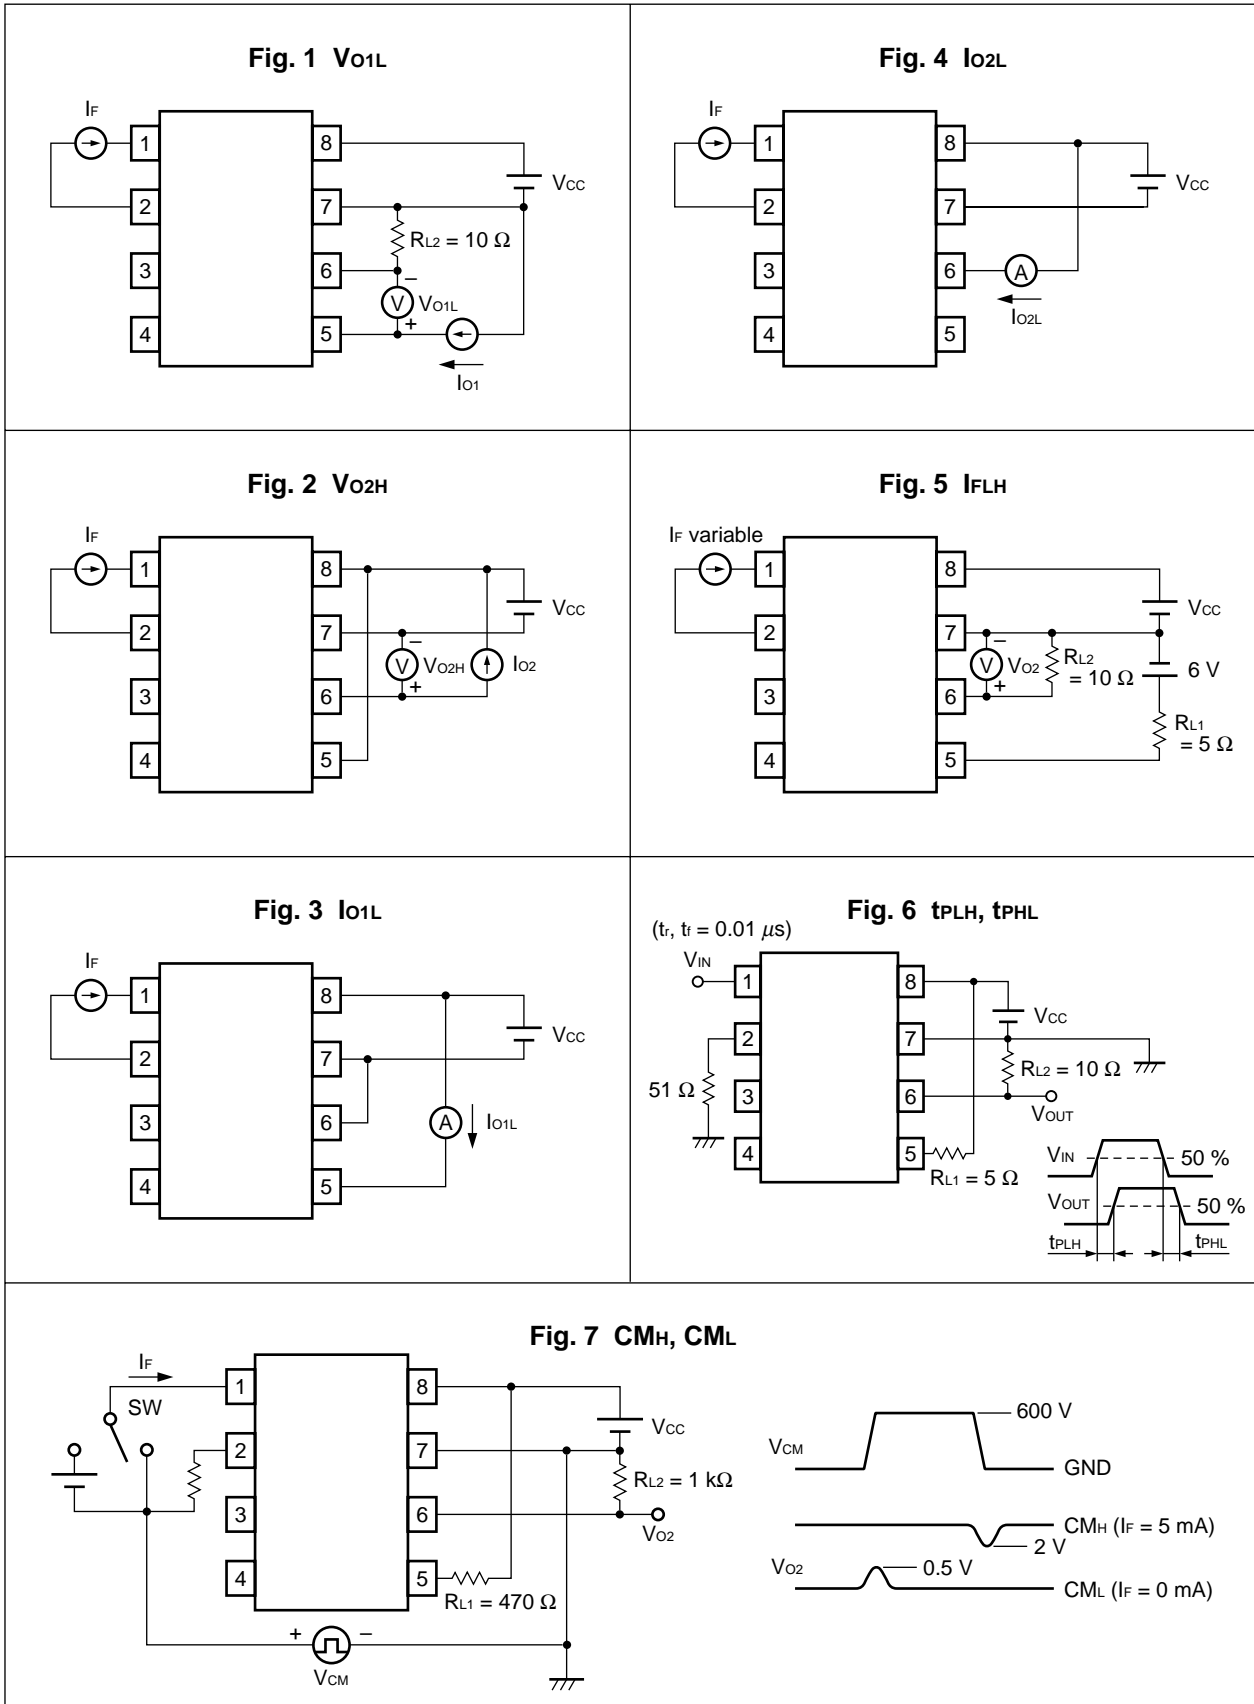 Fig. 1 VO1L
IF
1
2
3
4
8
7
6
5
VCC
RL2 = 10 Ω
–
V
VO1L
+
IO1
Fig. 4 IO2L
IF
1
2
3
4
8
7
6
5
VCC
A
IO2L
Fig. 2 VO2H
IF
1
2
3
4
8
7
6
5
VCC
–
V
VO2H
+
IO2
Fig. 5 IFLH
IF variable
1
2
3
4
8
7
6
5
VCC
–
V
VO2
+
RL2
= 10 Ω
6 V
RL1
= 5 Ω
Fig. 3 IO1L
IF
1
2
3
4
8
7
6
5
VCC
A
IO1L
Fig. 6 tPLH, tPHL
(tr, tf = 0.01 μs)
VIN
1
2
3
4
51 Ω
8
7
6
5
VCC
RL2 = 10 Ω
VOUT
RL1 = 5 Ω
VIN
50 %
VOUT
50 %
tPLH
tPHL
Fig. 7 CMH, CML
IF
SW
1
2
3
4
8
7
6
5
VCC
RL2 = 1 kΩ
VO2
RL1 = 470 Ω
+
–
VCM
600 V
VCM
GND
CMH (IF = 5 mA)
2 V
VO2
0.5 V
CML (IF = 0 mA)